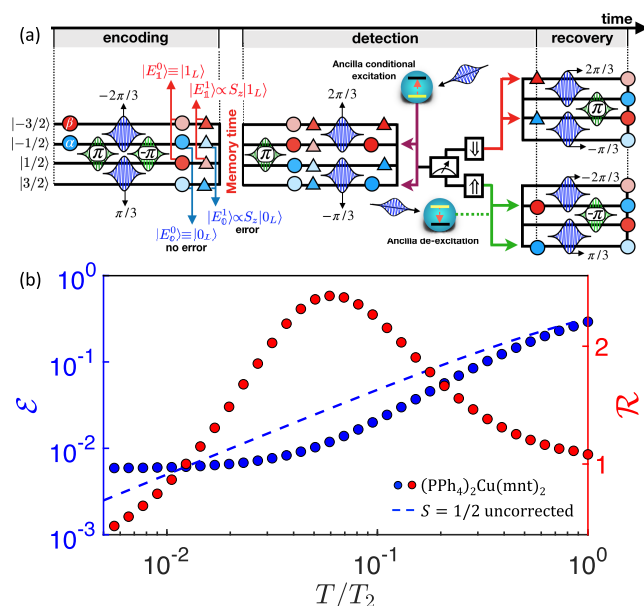 time
(a)
encoding
detection
recovery
|E₁⁰⟩≡|1_L⟩
|E₁¹⟩∝S_z|1_L⟩
−2π/3
Ancilla conditional
excitation
2π/3
|−3/2⟩
|−1/2⟩
|1/2⟩
|3/2⟩
β
α
π
-π
π/3
Memory time
π
2π/3
−π/3
⇓
⇑
π
−π/3
|E₀⁰⟩≡|0_L⟩
no error
|E₀¹⟩∝S_z|0_L⟩
error
Ancilla de-excitation
−2π/3
-π
π/3
(b)
10⁰
10⁻¹
10⁻²
10⁻³
ℰ
2
1
ℛ
(PPh₄)₂Cu(mnt)₂
S = 1/2 uncorrected
10⁻²
10⁻¹
10⁰
T/T₂